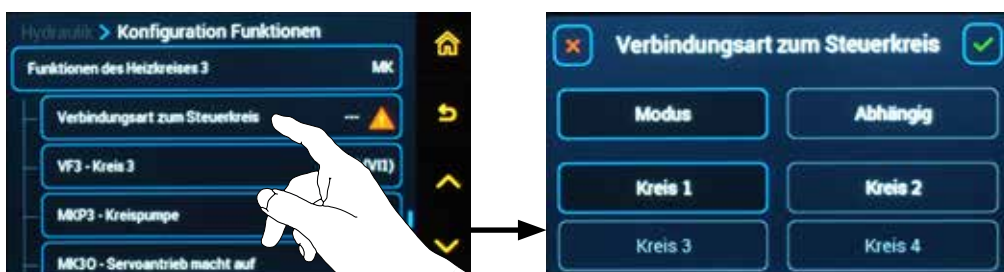 Hydraulik > Konfiguration Funktionen
Funktionen des Heizkreises 3 MK
Verbindungsart zum Steuerkreis ---
VF3 - Kreis 3 (VI1)
MKP3 - Kreispumpe
MK3O - Servoantrieb macht auf
Verbindungsart zum Steuerkreis
Modus Abhängig
Kreis 1 Kreis 2
Kreis 3 Kreis 4